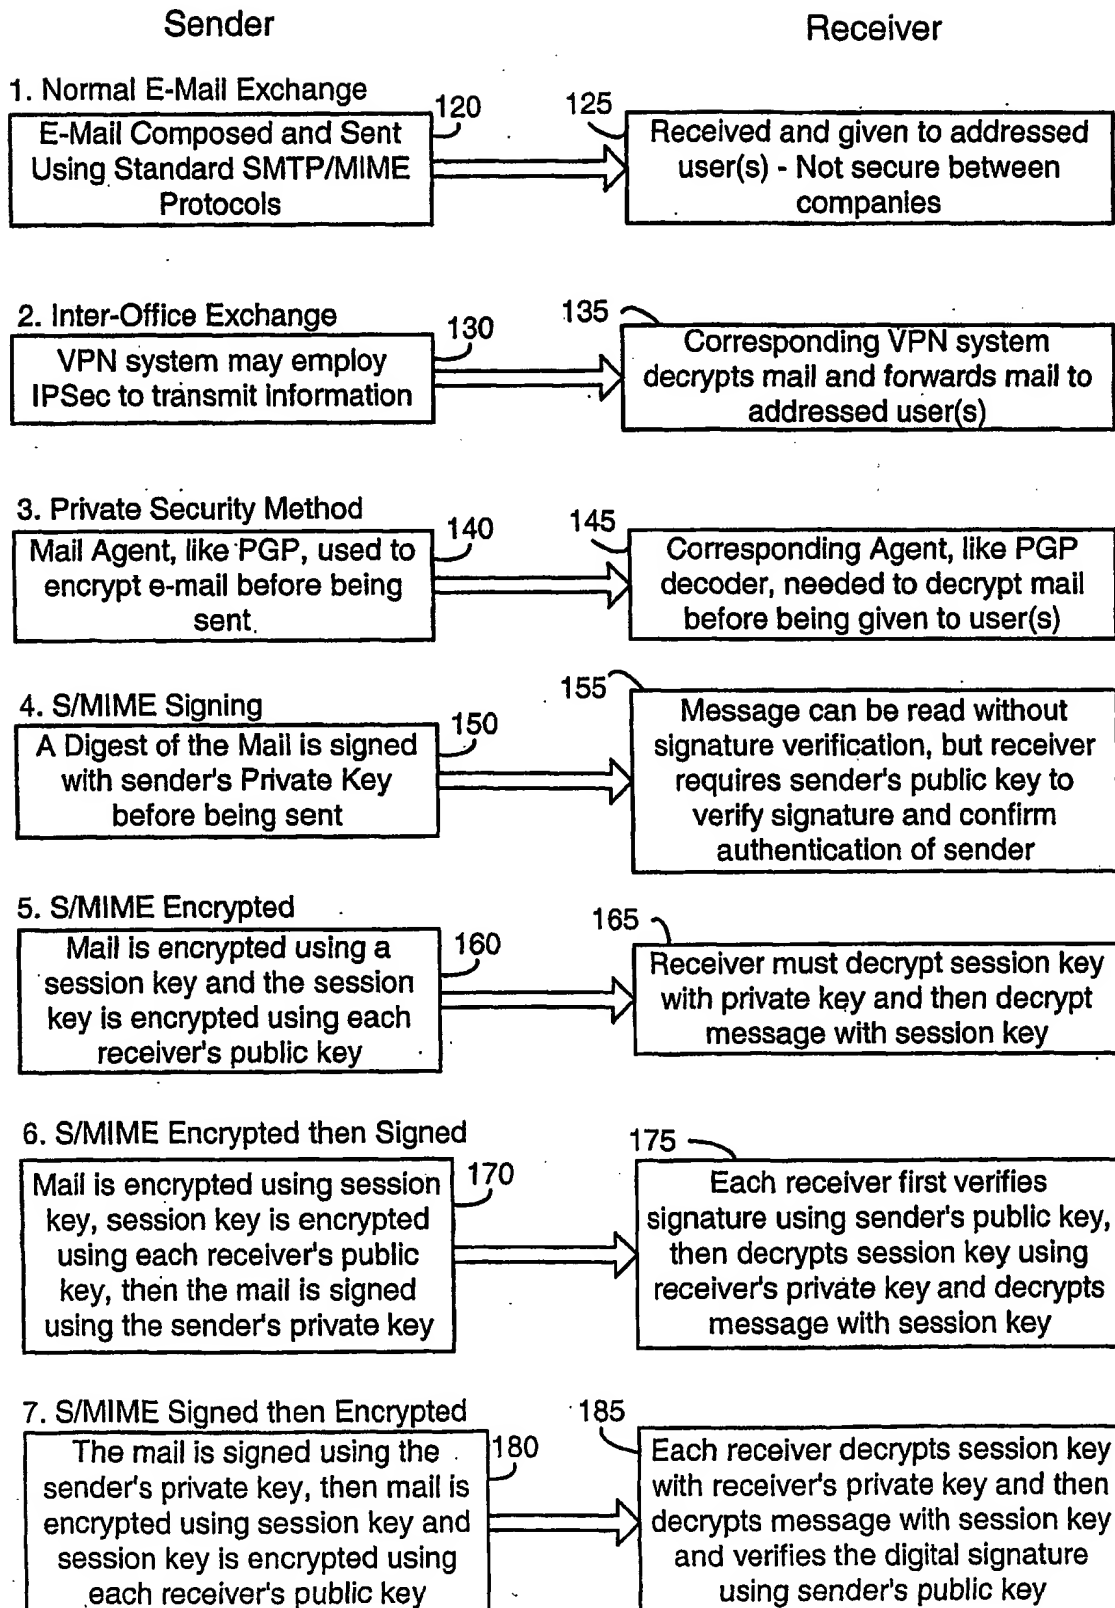 Sender
Receiver
1. Normal E-Mail Exchange
120
E-Mail Composed and Sent
Using Standard SMTP/MIME
Protocols
125
Received and given to addressed
user(s) - Not secure between
companies
2. Inter-Office Exchange
130
VPN system may employ
IPSec to transmit information
135
Corresponding VPN system
decrypts mail and forwards mail to
addressed user(s)
3. Private Security Method
140
Mail Agent, like PGP, used to
encrypt e-mail before being
sent
145
Corresponding Agent, like PGP
decoder, needed to decrypt mail
before being given to user(s)
4. S/MIME Signing
150
A Digest of the Mail is signed
with sender's Private Key
before being sent
155
Message can be read without
signature verification, but receiver
requires sender's public key to
verify signature and confirm
authentication of sender
5. S/MIME Encrypted
160
Mail is encrypted using a
session key and the session
key is encrypted using each
receiver's public key
165
Receiver must decrypt session key
with private key and then decrypt
message with session key
6. S/MIME Encrypted then Signed
170
Mail is encrypted using session
key, session key is encrypted
using each receiver's public
key, then the mail is signed
using the sender's private key
175
Each receiver first verifies
signature using sender's public key,
then decrypts session key using
receiver's private key and decrypts
message with session key
7. S/MIME Signed then Encrypted
180
The mail is signed using the
sender's private key, then mail is
encrypted using session key and
session key is encrypted using
each receiver's public key
185
Each receiver decrypts session key
with receiver's private key and then
decrypts message with session key
and verifies the digital signature
using sender's public key